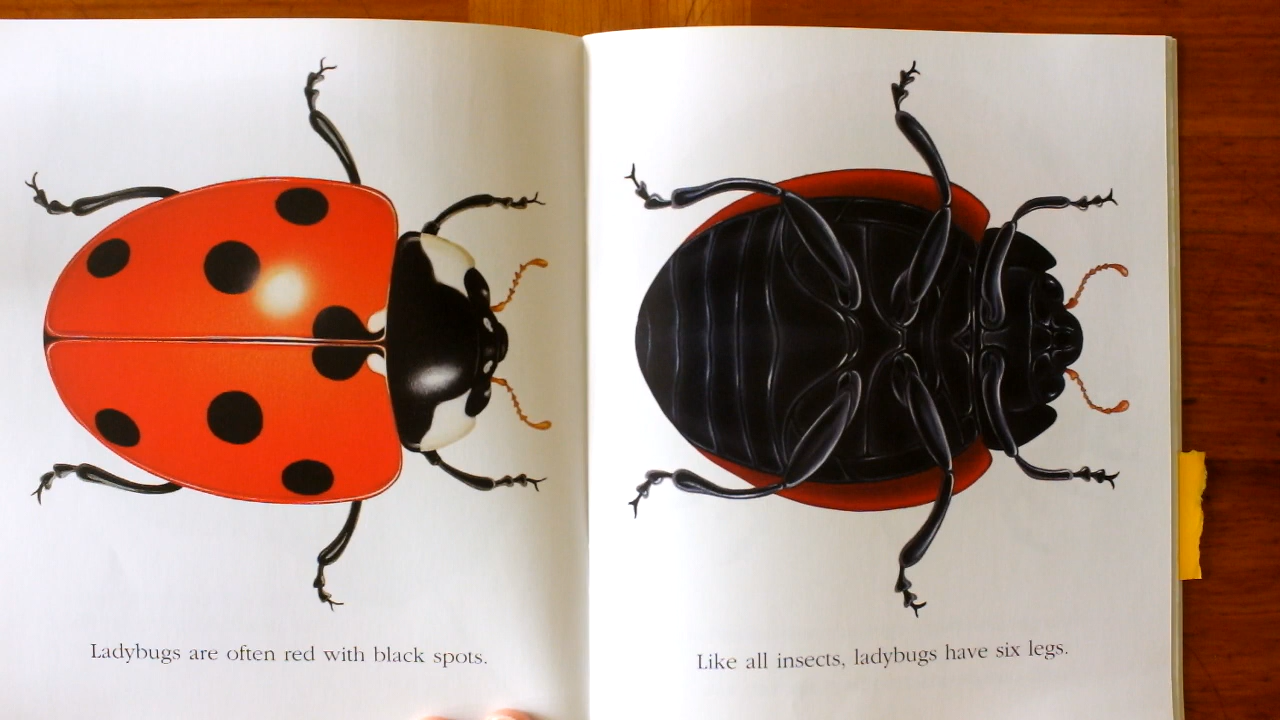 Ladybugs are often red with black spots.
Like all insects, ladybugs have six legs.